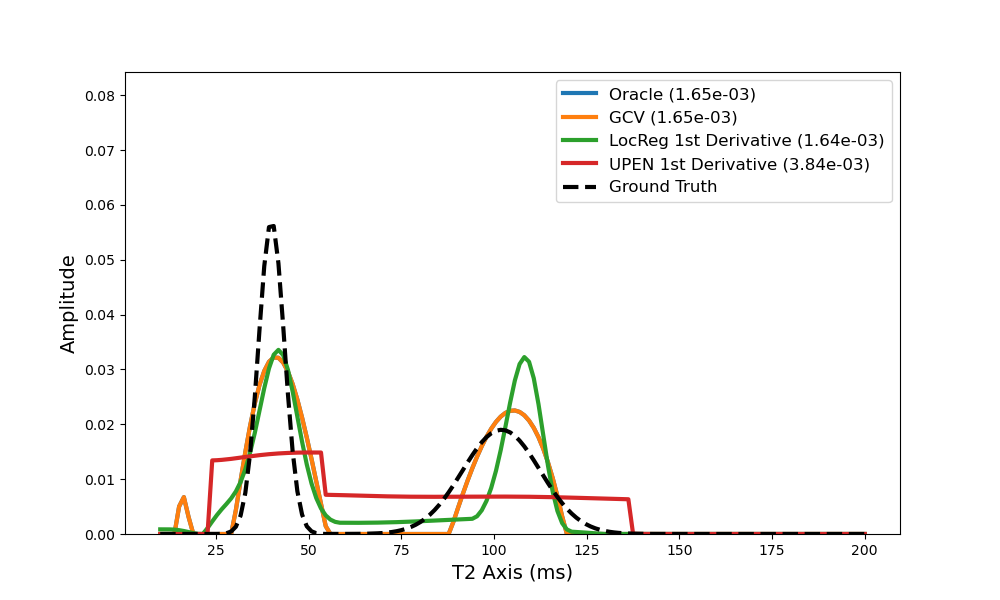 Oracle (1.65e-03)
GCV (1.65e-03)
LocReg 1st Derivative (1.64e-03)
UPEN 1st Derivative (3.84e-03)
Ground Truth
Amplitude
0.08
0.07
0.06
0.05
0.04
0.03
0.02
0.01
0.00
25 50 75 100 125 150 175 200
T2 Axis (ms)